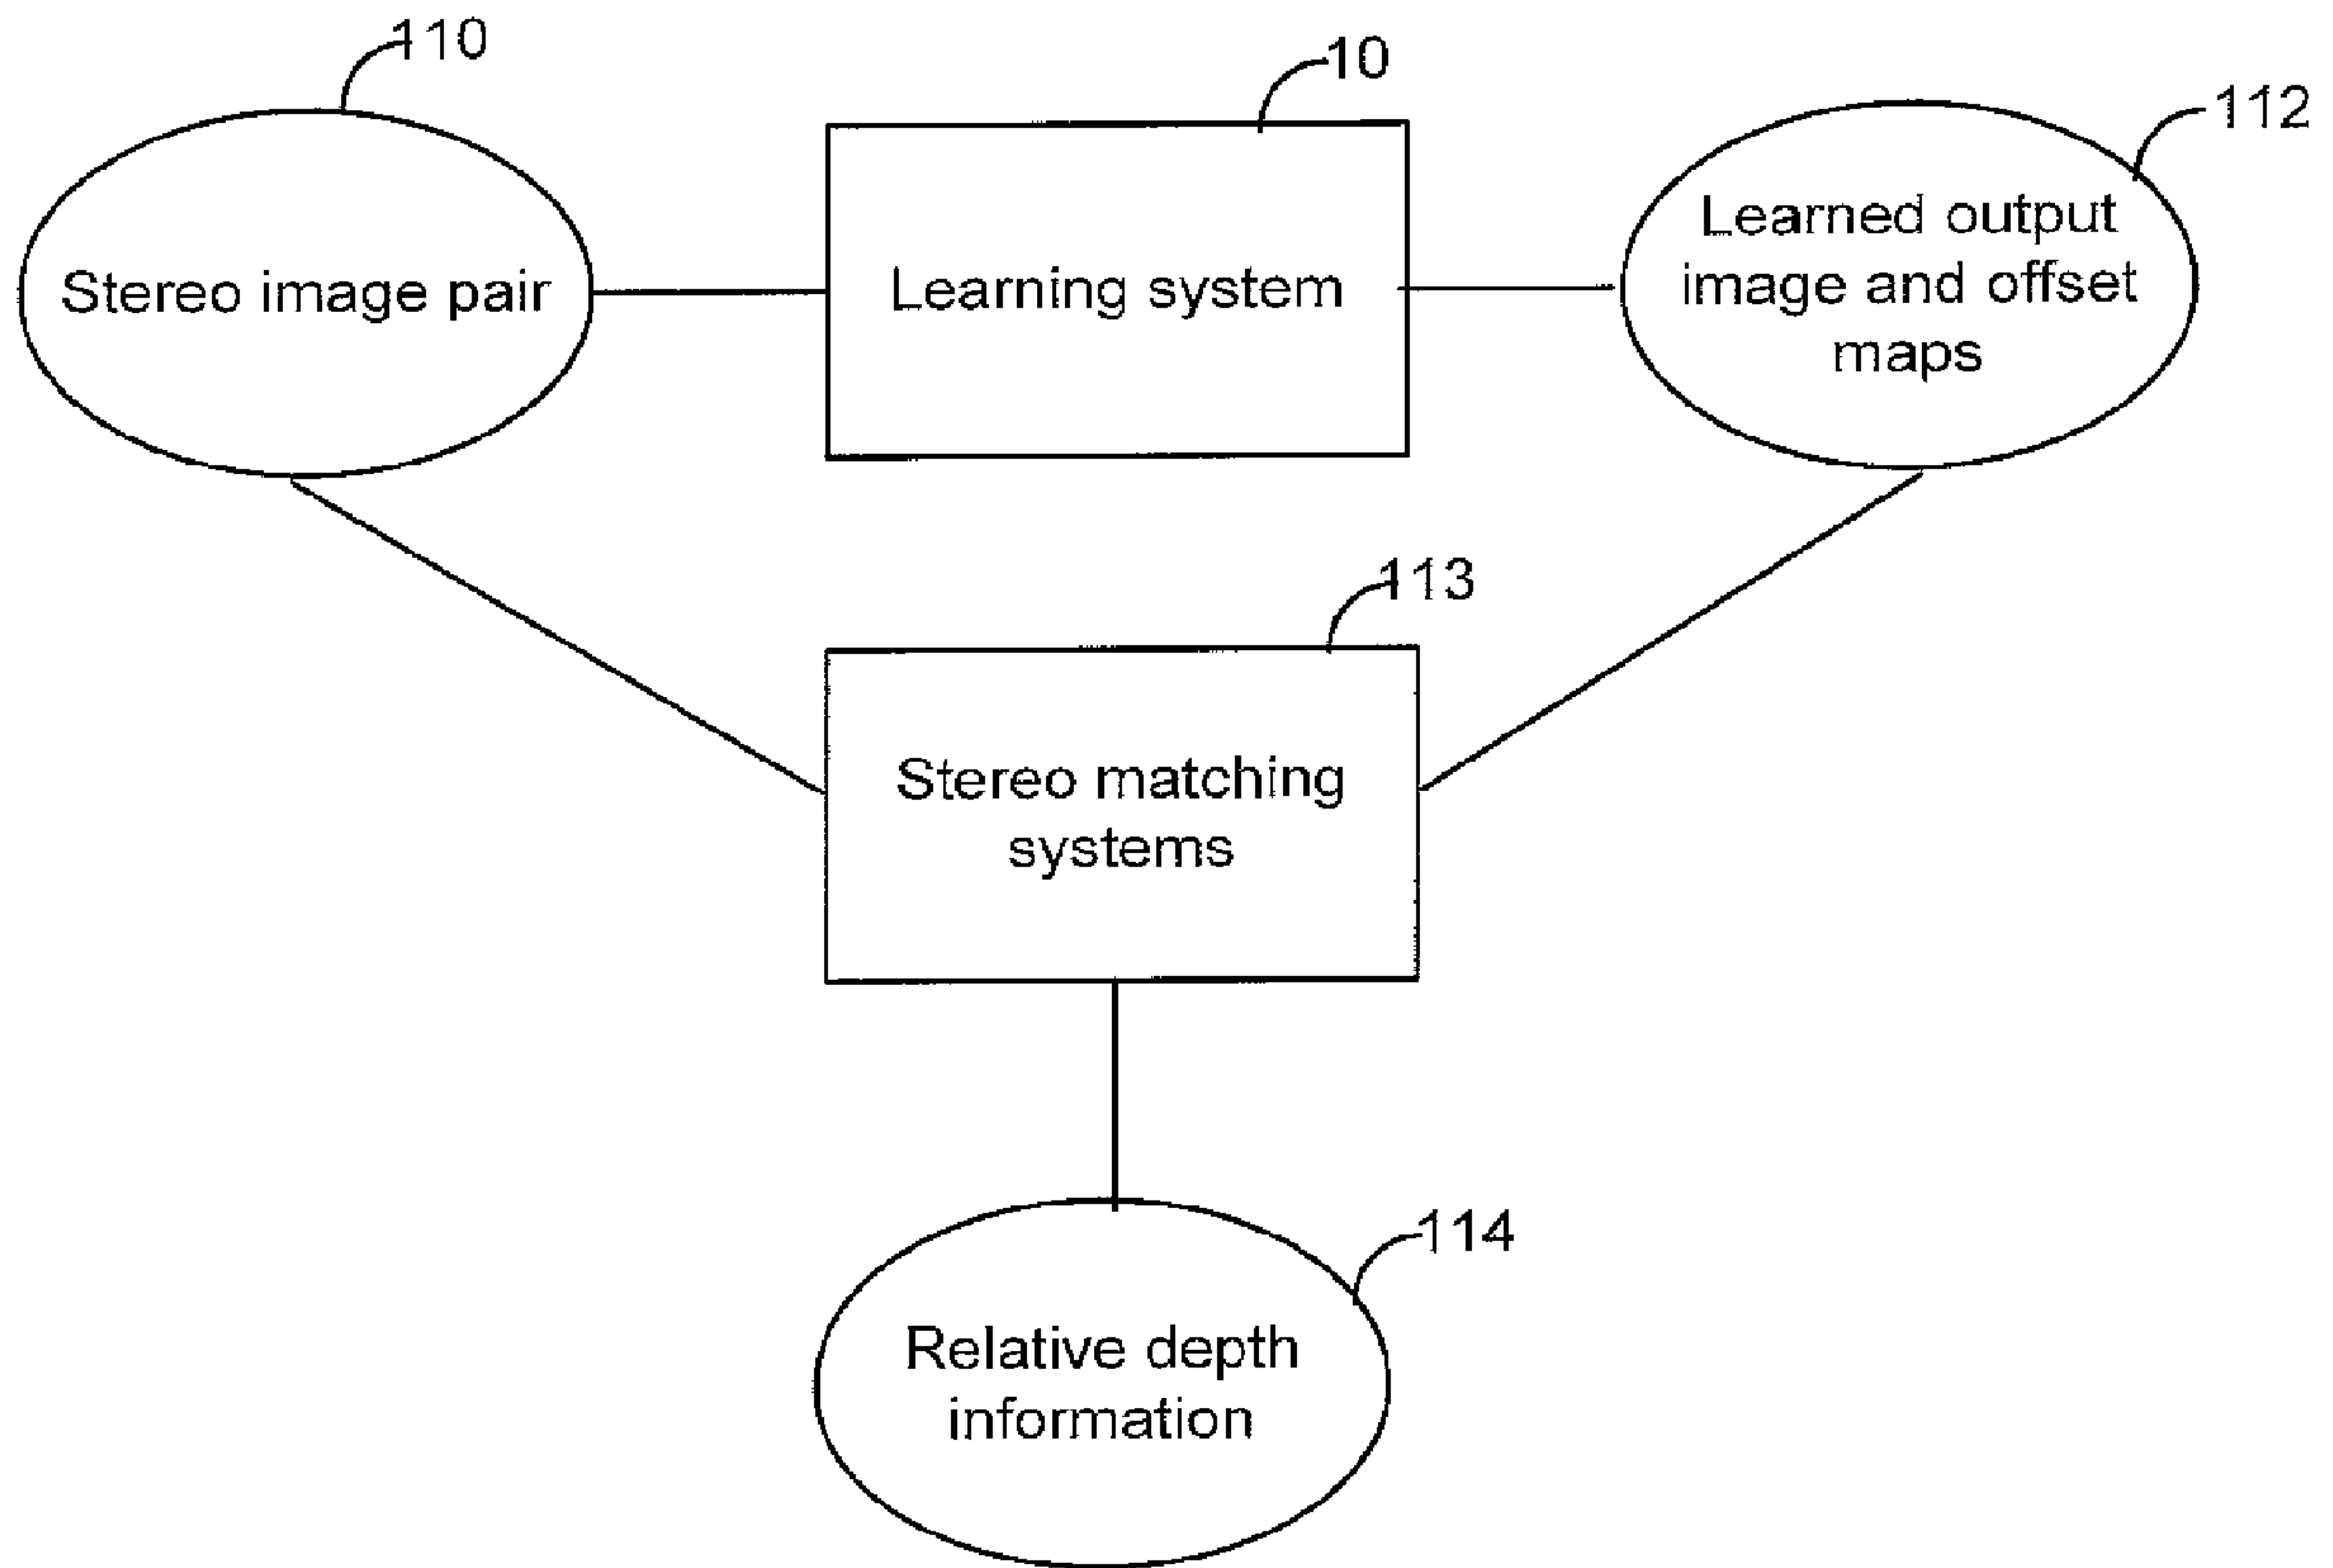 110
10
112
Stereo image pair
Learning system
Learned output
image and offset
maps
113
Stereo matching
systems
114
Relative depth
information